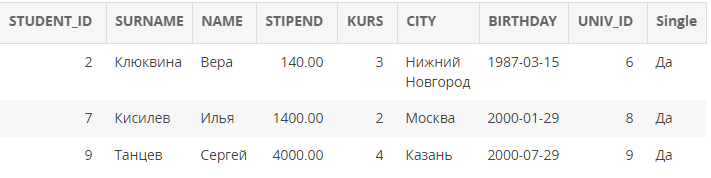 STUDENT_ID SURNAME NAME STIPEND KURS CITY BIRTHDAY UNIV_ID Single
2 Клюквина Вера 140.00 3 Нижний Новгород 1987-03-15 6 Да
7 Кисилев Илья 1400.00 2 Москва 2000-01-29 8 Да
9 Танцев Сергей 4000.00 4 Казань 2000-07-29 9 Да